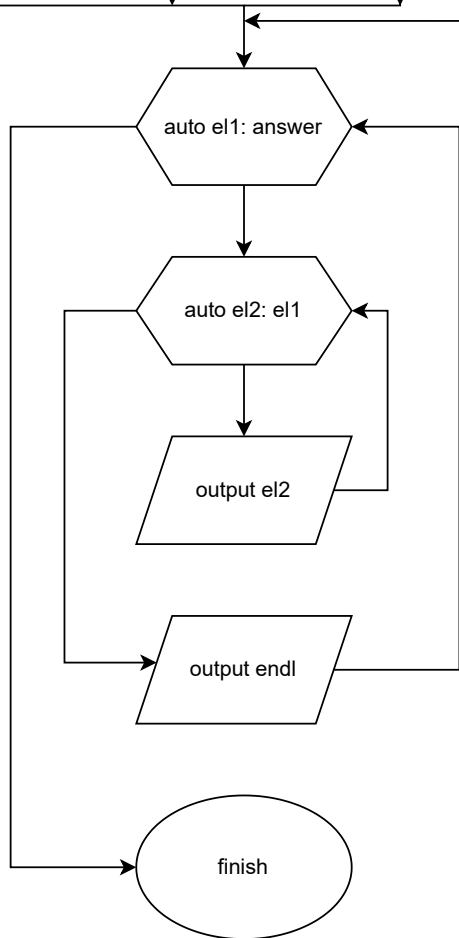 auto el1: answer
auto el2: el1
output el2
output endl
finish